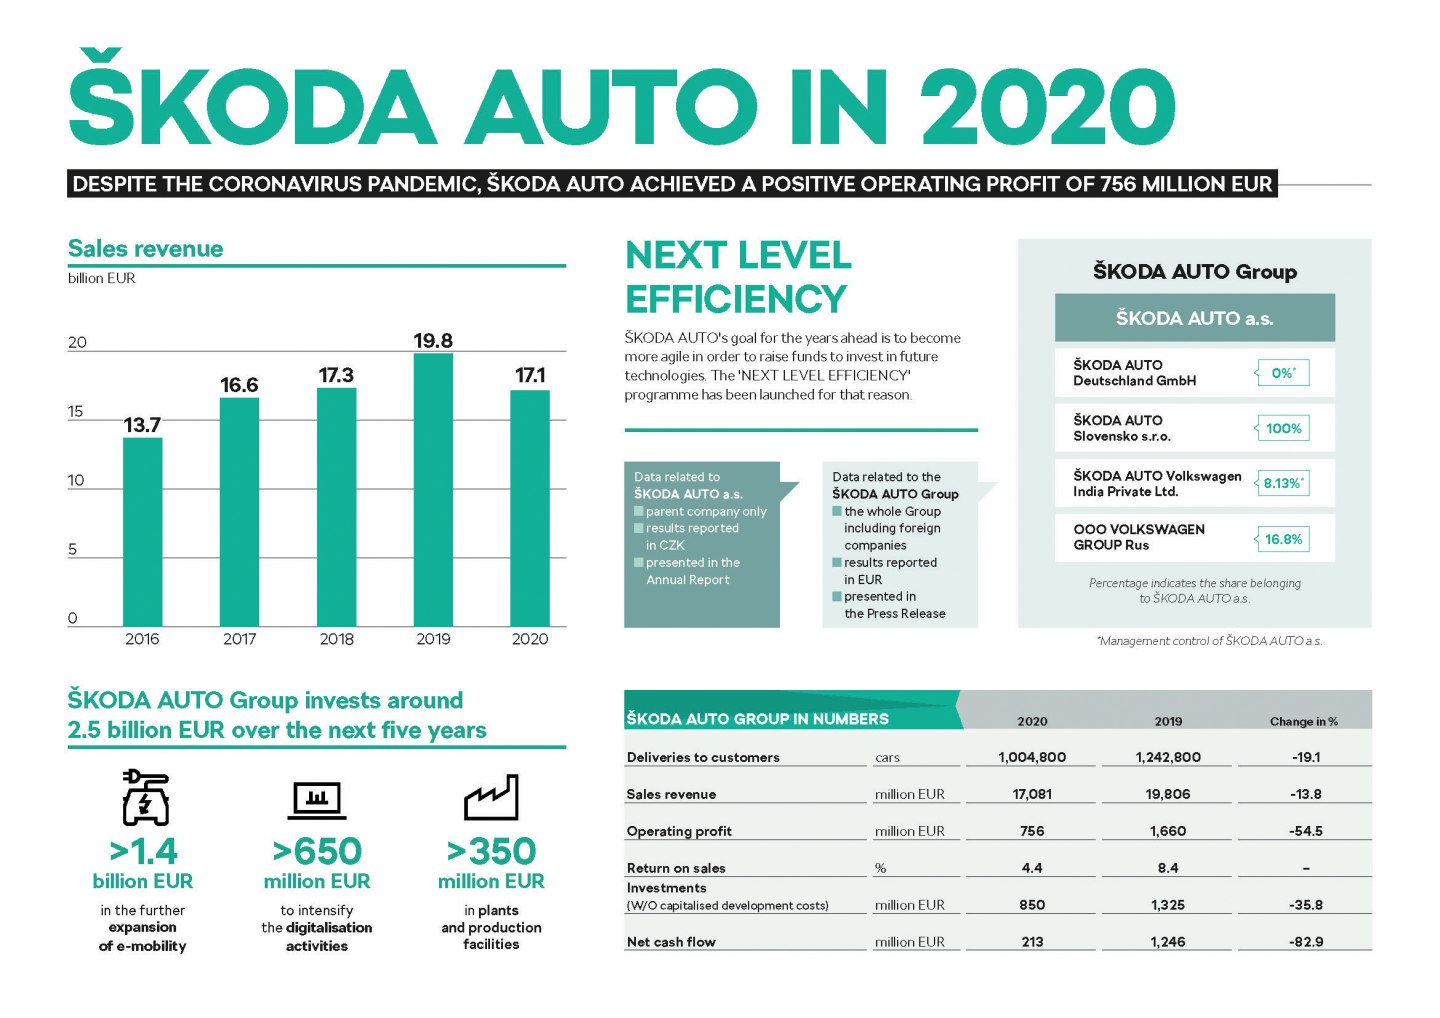 ŠKODA AUTO IN 2020
DESPITE THE CORONAVIRUS PANDEMIC, ŠKODA AUTO ACHIEVED A POSITIVE OPERATING PROFIT OF 756 MILLION EUR
Sales revenue
billion EUR
20
15
10
5
0
13.7
16.6
17.3
19.8
17.1
2016
2017
2018
2019
2020
NEXT LEVEL
EFFICIENCY
ŠKODA AUTO's goal for the years ahead is to become
more agile in order to raise funds to invest in future
technologies. The 'NEXT LEVEL EFFICIENCY'
programme has been launched for that reason.
Data related to
ŠKODA AUTO a.s.
parent company only
results reported
in CZK
presented in the
Annual Report
Data related to the
ŠKODA AUTO Group
the whole Group
including foreign
companies
results reported
in EUR
presented in
the Press Release
ŠKODA AUTO Group
ŠKODA AUTO a.s.
ŠKODA AUTO
Deutschland GmbH
0%*
ŠKODA AUTO
Slovensko s.r.o.
100%
ŠKODA AUTO Volkswagen
India Private Ltd.
8.13%*
OOO VOLKSWAGEN
GROUP Rus
16.8%
Percentage indicates the share belonging
to ŠKODA AUTO a.s.
*Management control of ŠKODA AUTO a.s.
ŠKODA AUTO Group invests around
2.5 billion EUR over the next five years
>1.4
billion EUR
in the further
expansion
of e-mobility
>650
million EUR
to intensify
the digitalisation
activities
>350
million EUR
in plants
and production
facilities
ŠKODA AUTO GROUP IN NUMBERS 2020 2019 Change in %
Deliveries to customers cars 1,004,800 1,242,800 -19.1
Sales revenue million EUR 17,081 19,806 -13.8
Operating profit million EUR 756 1,660 -54.5
Return on sales % 4.4 8.4 –
Investments
(W/O capitalised development costs) million EUR 850 1,325 -35.8
Net cash flow million EUR 213 1,246 -82.9